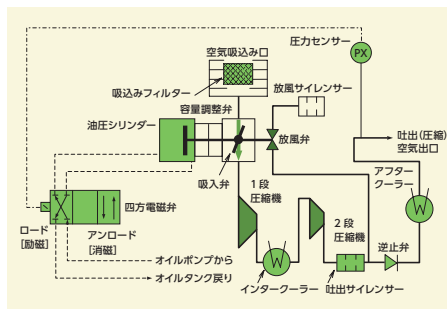 空気吸込み口
圧力センサー
PX
吸込みフィルター
吹風サイレンサー
容量調整弁
油圧シリンダー
放風弁
吐出(圧縮)
空気出口
吸入弁
1段
圧縮機
アフター
クーラー
四方電磁弁
2段
圧縮機
ロード
[励磁]
アンロード
[消磁]
逆止弁
オイルポンプから
オイルタンク戻り
インタークーラー
吐出サイレンサー